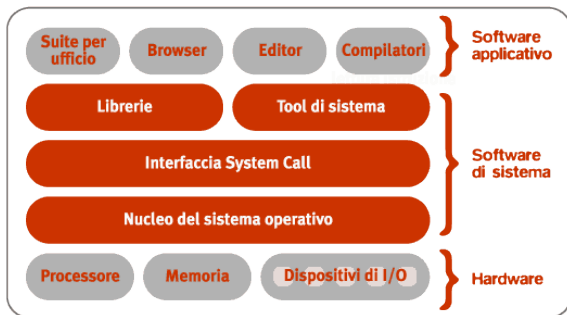 Suite per
ufficio
Browser
Editor
Compilatori
Software
applicativo
Librerie
Tool di sistema
Interfaccia System Call
Nucleo del sistema operativo
Software
di sistema
Processore
Memoria
Dispositivi di I/O
Hardware